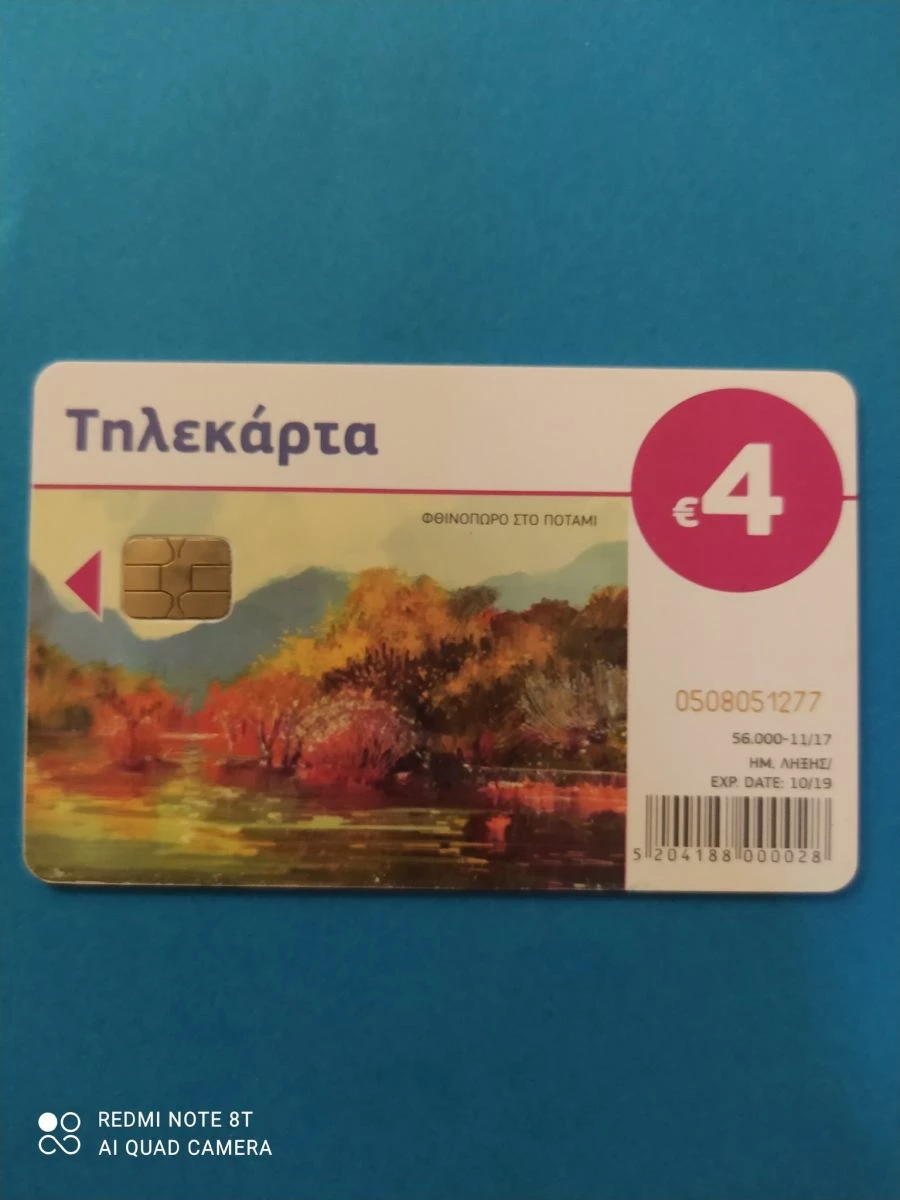 Τηλεκάρτα
€4
ΦΘΙΝΟΠΩΡΟ ΣΤΟ ΠΟΤΑΜΙ
0508051277
56.000-11/17
ΗΜ. ΛΗΞΗΣ/
EXP. DATE: 10/19
5 204188 000028
REDMI NOTE 8T
AI QUAD CAMERA